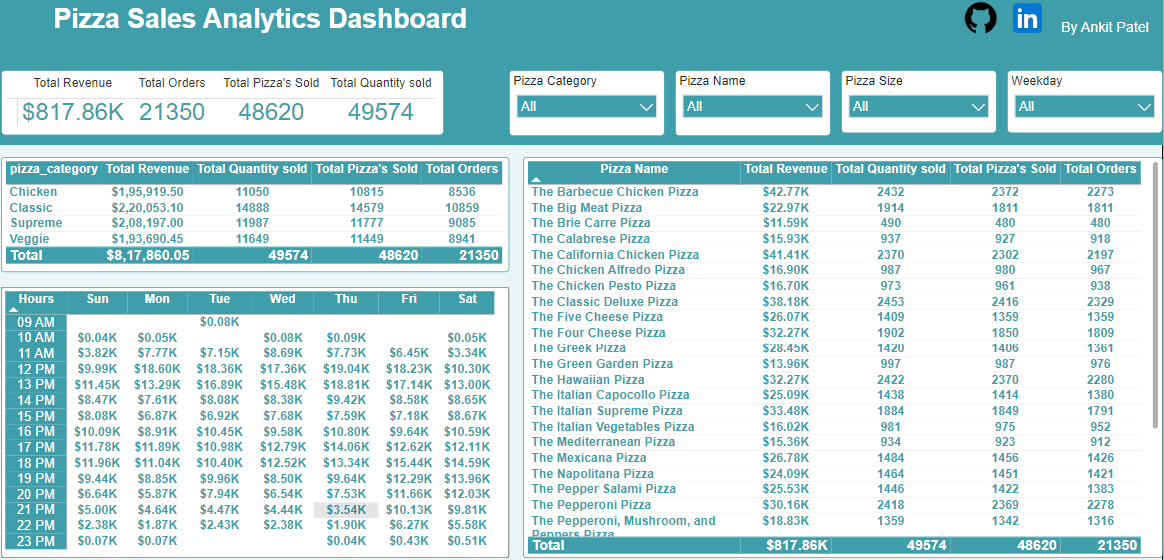 Pizza Sales Analytics Dashboard
in
By Ankit Patel
Total Revenue Total Orders Total Pizza's Sold Total Quantity sold
$817.86K 21350 48620 49574
Pizza Category
All
Pizza Name
All
Pizza Size
All
Weekday
All
pizza_category Total Revenue Total Quantity sold Total Pizza's Sold Total Orders
Chicken $1,95,919.50 11050 10815 8536
Classic $2,20,053.10 14888 14579 10859
Supreme $2,08,197.00 11987 11777 9085
Veggie $1,93,690.45 11649 11449 8941
Total $8,17,860.05 49574 48620 21350
Hours Sun Mon Tue Wed Thu Fri Sat
09 AM $0.08K
10 AM $0.04K $0.05K $0.08K $0.09K $0.05K
11 AM $3.82K $7.77K $7.15K $8.69K $7.73K $6.45K $3.34K
12 PM $9.99K $18.60K $18.36K $17.36K $19.04K $18.23K $10.30K
13 PM $11.45K $13.29K $16.89K $15.48K $18.81K $17.14K $13.00K
14 PM $8.47K $7.61K $8.08K $8.38K $9.42K $8.58K $8.65K
15 PM $8.08K $6.87K $6.92K $7.68K $7.59K $7.18K $8.67K
16 PM $10.09K $8.91K $10.45K $9.58K $10.80K $9.64K $10.59K
17 PM $11.78K $11.89K $10.98K $12.79K $14.06K $12.62K $12.11K
18 PM $11.96K $11.04K $10.40K $12.52K $13.34K $15.44K $14.59K
19 PM $9.44K $8.85K $9.96K $8.50K $9.64K $12.29K $13.96K
20 PM $6.64K $5.87K $7.94K $6.54K $7.53K $11.66K $12.03K
21 PM $5.00K $4.64K $4.47K $4.44K $3.54K $10.13K $9.81K
22 PM $2.38K $1.87K $2.43K $2.38K $1.90K $6.27K $5.58K
23 PM $0.07K $0.07K $0.04K $0.43K $0.51K
Pizza Name Total Revenue Total Quantity sold Total Pizza's Sold Total Orders
The Barbecue Chicken Pizza $42.77K 2432 2372 2273
The Big Meat Pizza $22.97K 1914 1811 1811
The Brie Carre Pizza $11.59K 490 480 480
The Calabrese Pizza $15.93K 937 927 918
The California Chicken Pizza $41.41K 2370 2302 2197
The Chicken Alfredo Pizza $16.90K 987 980 967
The Chicken Pesto Pizza $16.70K 973 961 938
The Classic Deluxe Pizza $38.18K 2453 2416 2329
The Five Cheese Pizza $26.07K 1409 1359 1359
The Four Cheese Pizza $32.27K 1902 1850 1809
The Greek Pizza $28.45K 1420 1406 1361
The Green Garden Pizza $13.96K 997 987 976
The Hawaiian Pizza $32.27K 2422 2370 2280
The Italian Capocollo Pizza $25.09K 1438 1414 1380
The Italian Supreme Pizza $33.48K 1884 1849 1791
The Italian Vegetables Pizza $16.02K 981 975 952
The Mediterranean Pizza $15.36K 934 923 912
The Mexicana Pizza $26.78K 1484 1456 1426
The Napolitana Pizza $24.09K 1464 1451 1421
The Pepper Salami Pizza $25.53K 1446 1422 1383
The Pepperoni Pizza $30.16K 2418 2369 2278
The Pepperoni, Mushroom, and $18.83K 1359 1342 1316
Peppers Pizza
Total $817.86K 49574 48620 21350